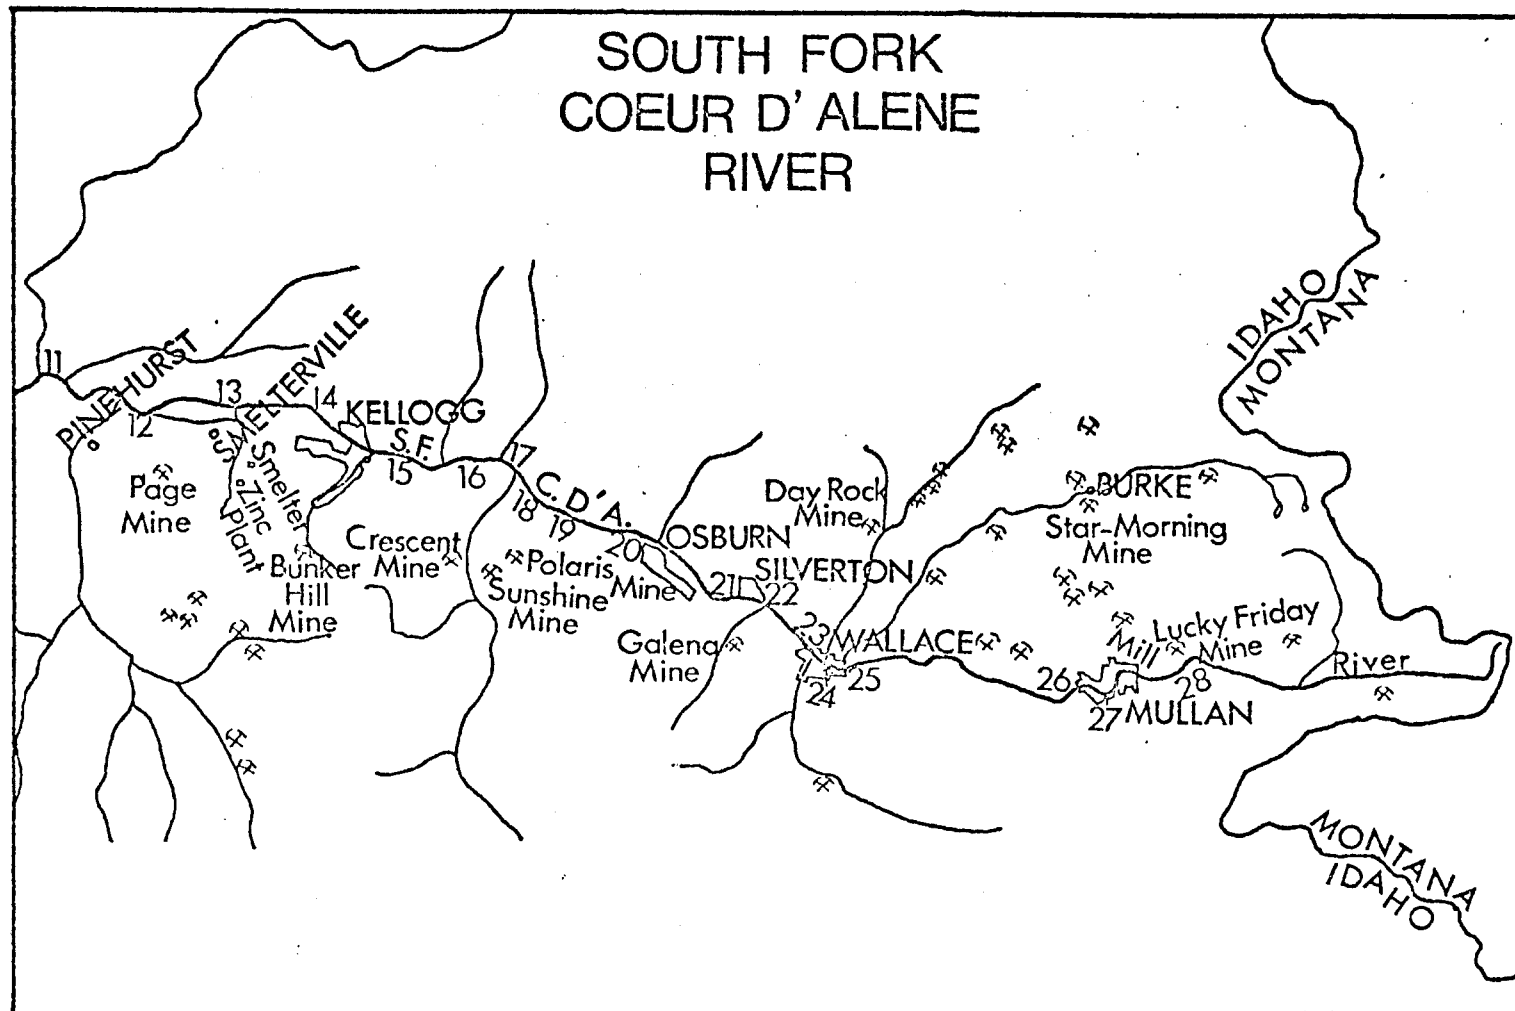 SOUTH FORK
COEUR D' ALENE
RIVER
IDAHO
MONTANA
11
PINEHURST
12
13
SMELTERVILLE
14
KELLOGG
S.F.
15
16
17
C. D'A.
18
19
20
OSBURN
21
SILVERTON
22
23
WALLACE
24
25
26
27
MULLAN
28
River
Page
Mine
Smelter
Zinc
Plant
Bunker
Hill
Mine
Crescent
Mine
Polaris
Mine
Sunshine
Mine
Galena
Mine
Day Rock
Mine
BURKE
Star-Morning
Mine
Mill
Lucky Friday
Mine
MONTANA
IDAHO